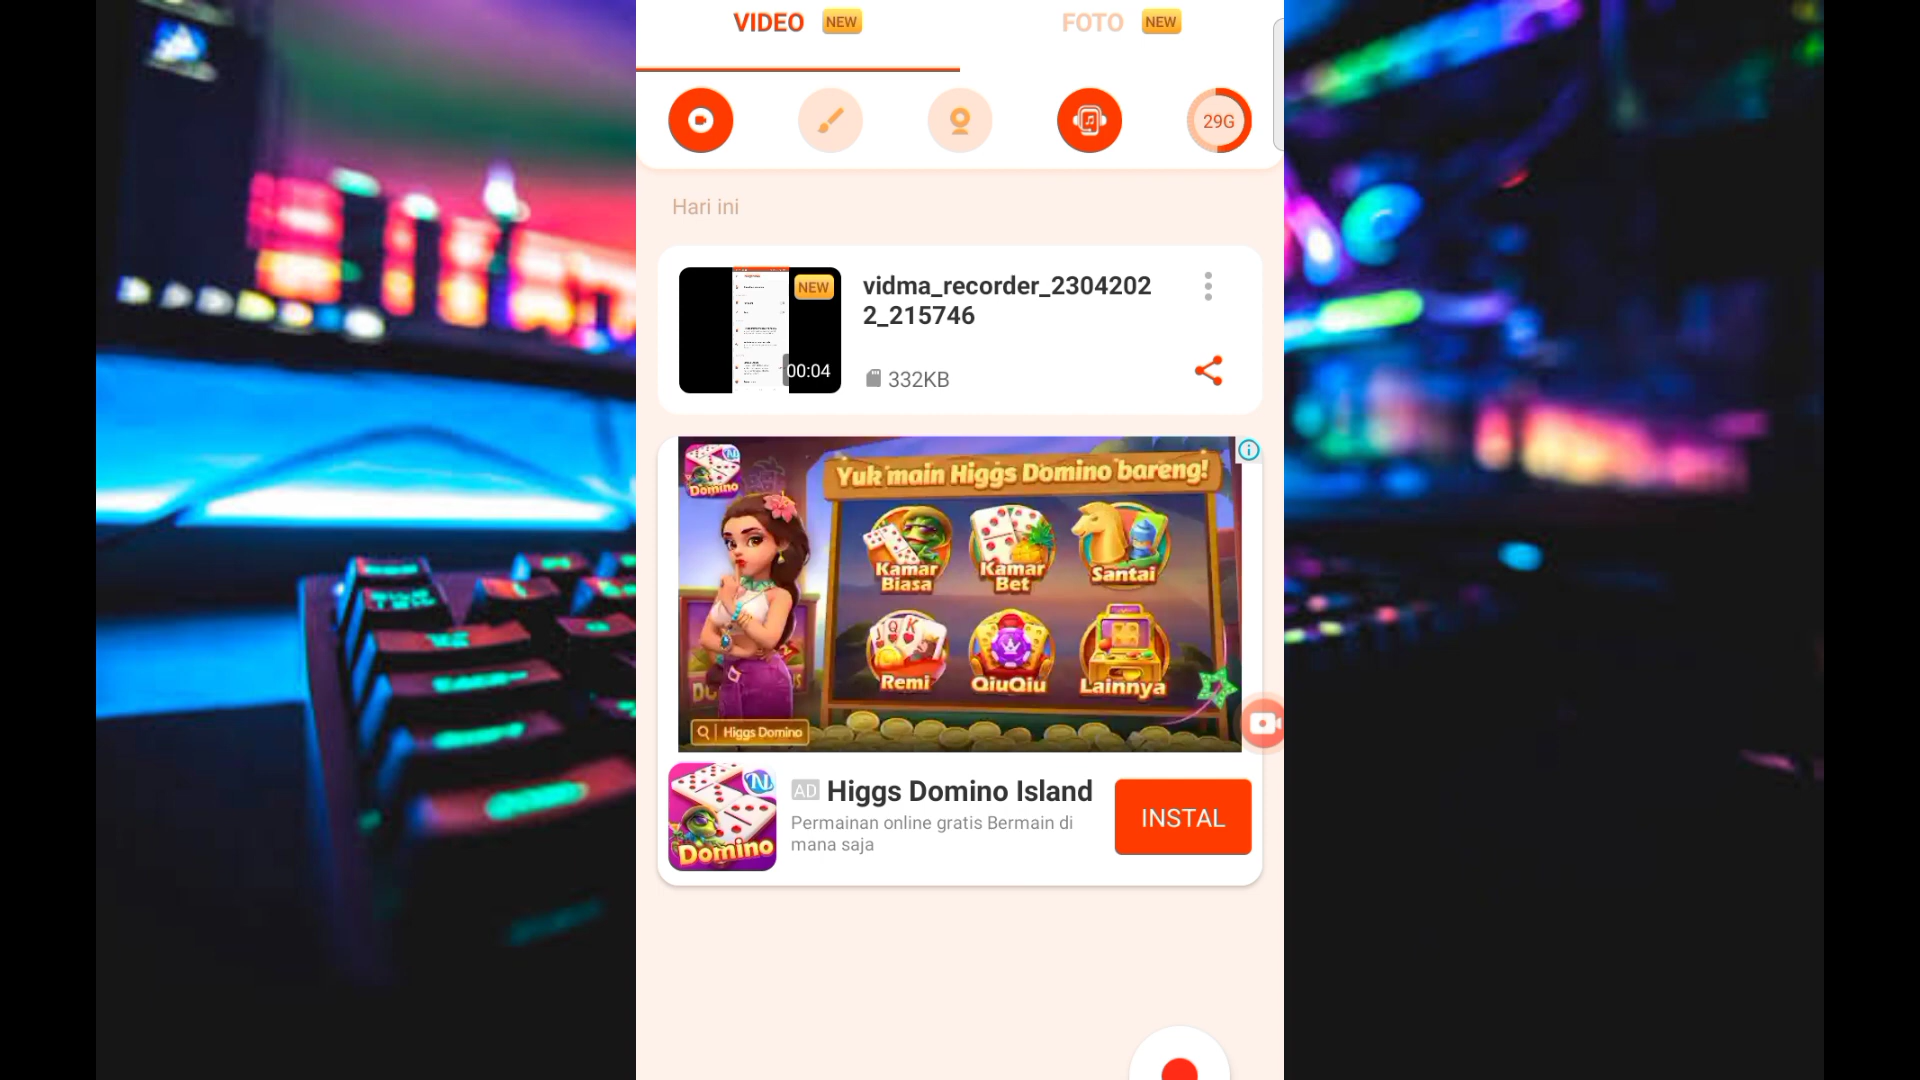 VIDEO NEW FOTO NEW
29G
Hari ini
NEW
00:04
vidma_recorder_2304202
2_215746
332KB
Domino
Yuk main Higgs Domino bareng!
Kamar
Biasa
Kamar
Bet
Santai
Remi
QiuQiu
Lainnya
Higgs Domino
Domino
AD Higgs Domino Island
Permainan online gratis Bermain di
mana saja
INSTAL